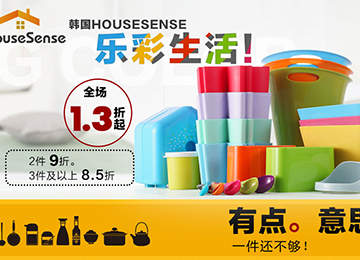 HouseSense
韩国HOUSESENSE
乐彩生活!
全场
1.3折起
2件 9折。
3件及以上 8.5折
有点。意思
一件还不够！